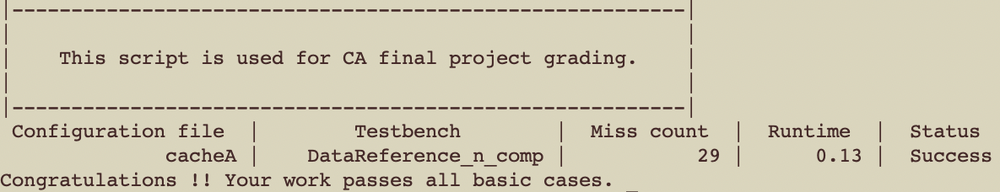 |---------------------------------------------------------|
|                                                         |
|    This script is used for CA final project grading.    |
|                                                         |
|---------------------------------------------------------|
 Configuration file  |        Testbench        |  Miss count  |  Runtime  |  Status
              cacheA |    DataReference_n_comp |           29 |      0.13 |  Success
Congratulations !! Your work passes all basic cases.